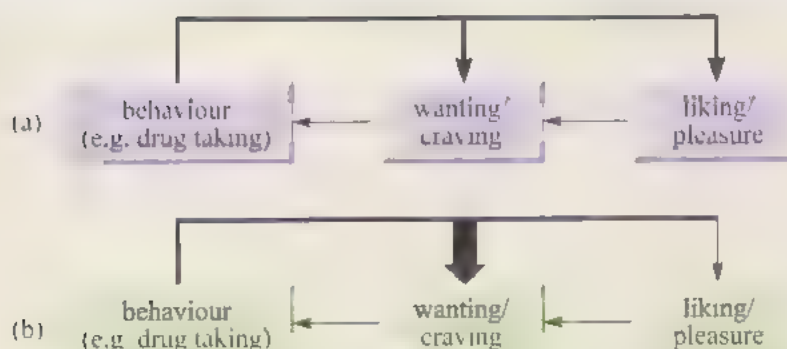 (a)
behaviour
(e.g. drug taking)
wanting/
craving
liking/
pleasure
(b)
behaviour
(e.g. drug taking)
wanting/
craving
liking/
pleasure